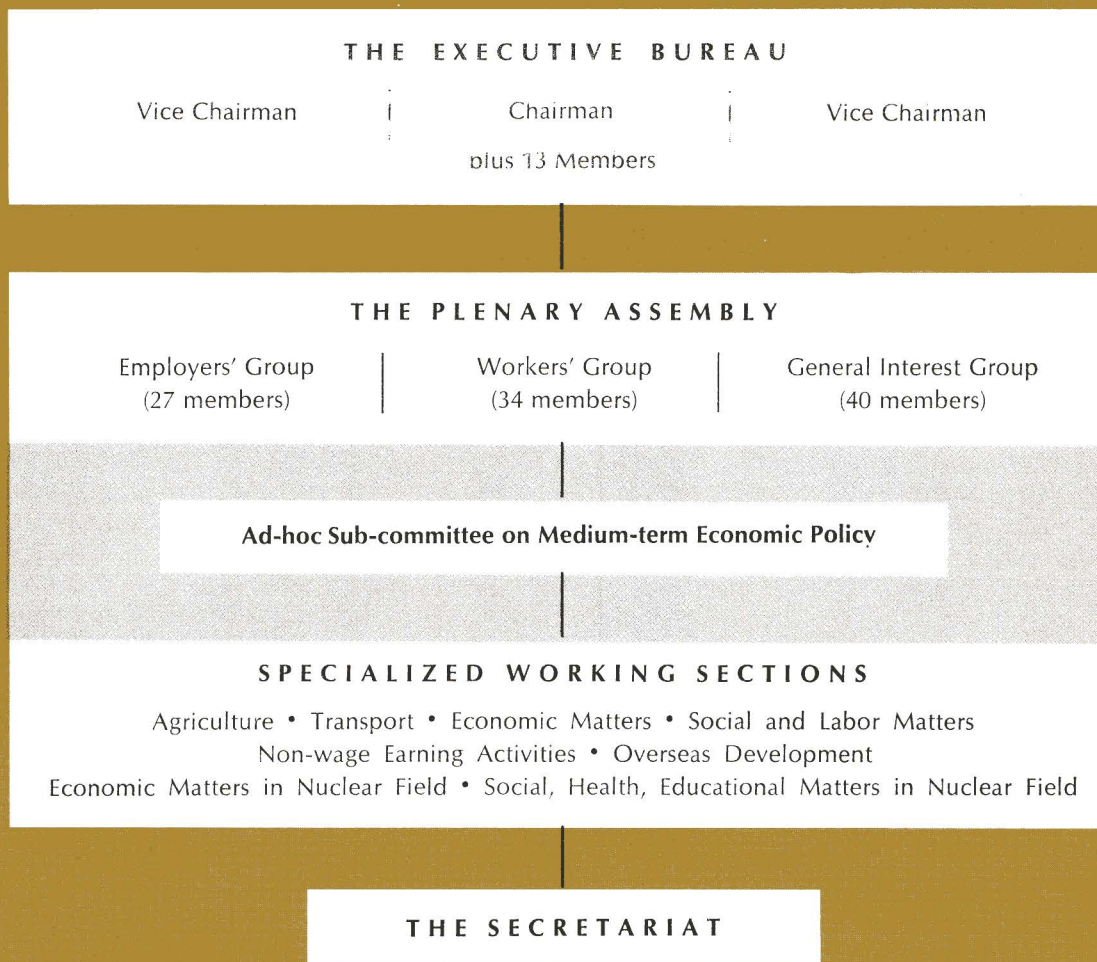 THE EXECUTIVE BUREAU
Vice Chairman Chairman Vice Chairman
plus 13 Members
THE PLENARY ASSEMBLY
Employers' Group Workers' Group General Interest Group
(27 members) (34 members) (40 members)
Ad-hoc Sub-committee on Medium-term Economic Policy
SPECIALIZED WORKING SECTIONS
Agriculture • Transport • Economic Matters • Social and Labor Matters
Non-wage Earning Activities • Overseas Development
Economic Matters in Nuclear Field • Social, Health, Educational Matters in Nuclear Field
THE SECRETARIAT